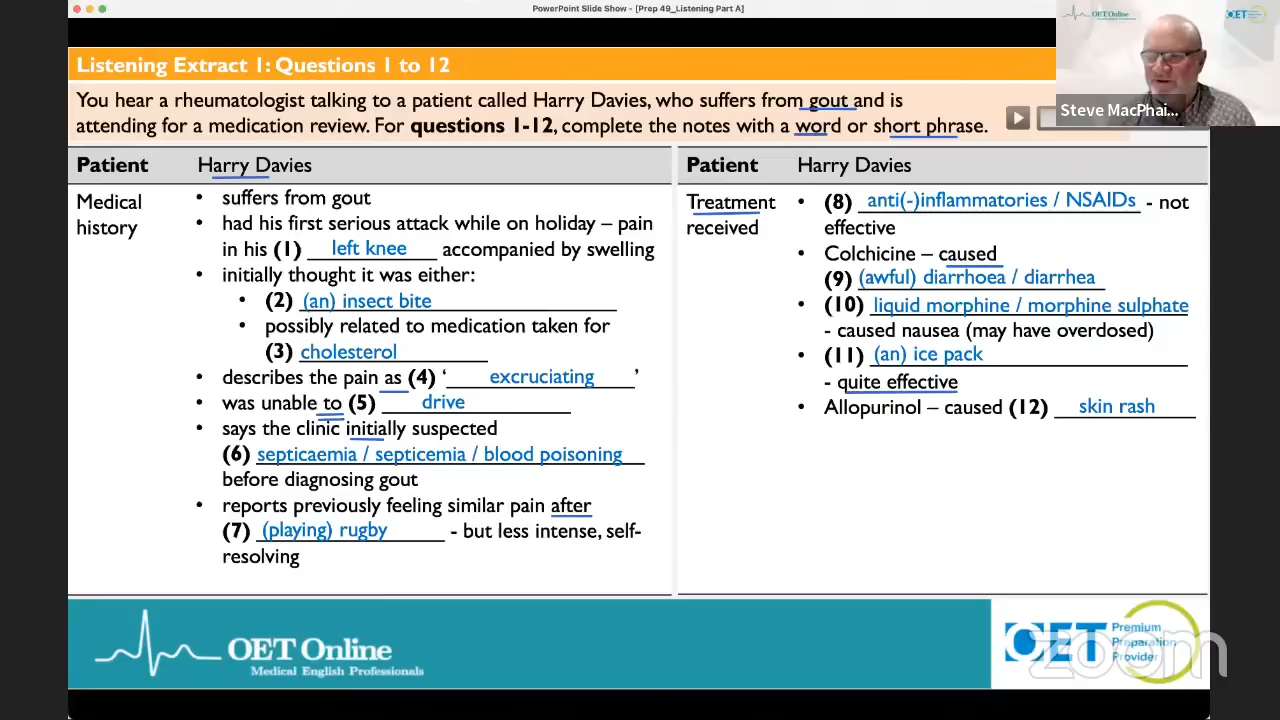 PowerPoint Slide Show - [Prep 49_Listening Part A]
OET Online
OET
Listening Extract 1: Questions 1 to 12
You hear a rheumatologist talking to a patient called Harry Davies, who suffers from gout and is
attending for a medication review. For questions 1-12, complete the notes with a word or short phrase.
Steve MacPhai...
Patient Harry Davies
Medical history
• suffers from gout
• had his first serious attack while on holiday – pain
in his (1) left knee accompanied by swelling
• initially thought it was either:
• (2) (an) insect bite
• possibly related to medication taken for
(3) cholesterol
• describes the pain as (4) ‘ excruciating ’
• was unable to (5) drive
• says the clinic initially suspected
(6) septicaemia / septicemia / blood poisoning
before diagnosing gout
• reports previously feeling similar pain after
(7) (playing) rugby - but less intense, self-
resolving
Patient Harry Davies
Treatment received
• (8) anti(-)inflammatories / NSAIDs - not
effective
• Colchicine – caused
(9) (awful) diarrhoea / diarrhea
• (10) liquid morphine / morphine sulphate
- caused nausea (may have overdosed)
• (11) (an) ice pack
- quite effective
• Allopurinol – caused (12) skin rash
OET Online
Medical English Professionals
OET Premium
Preparation
Provider
zoom